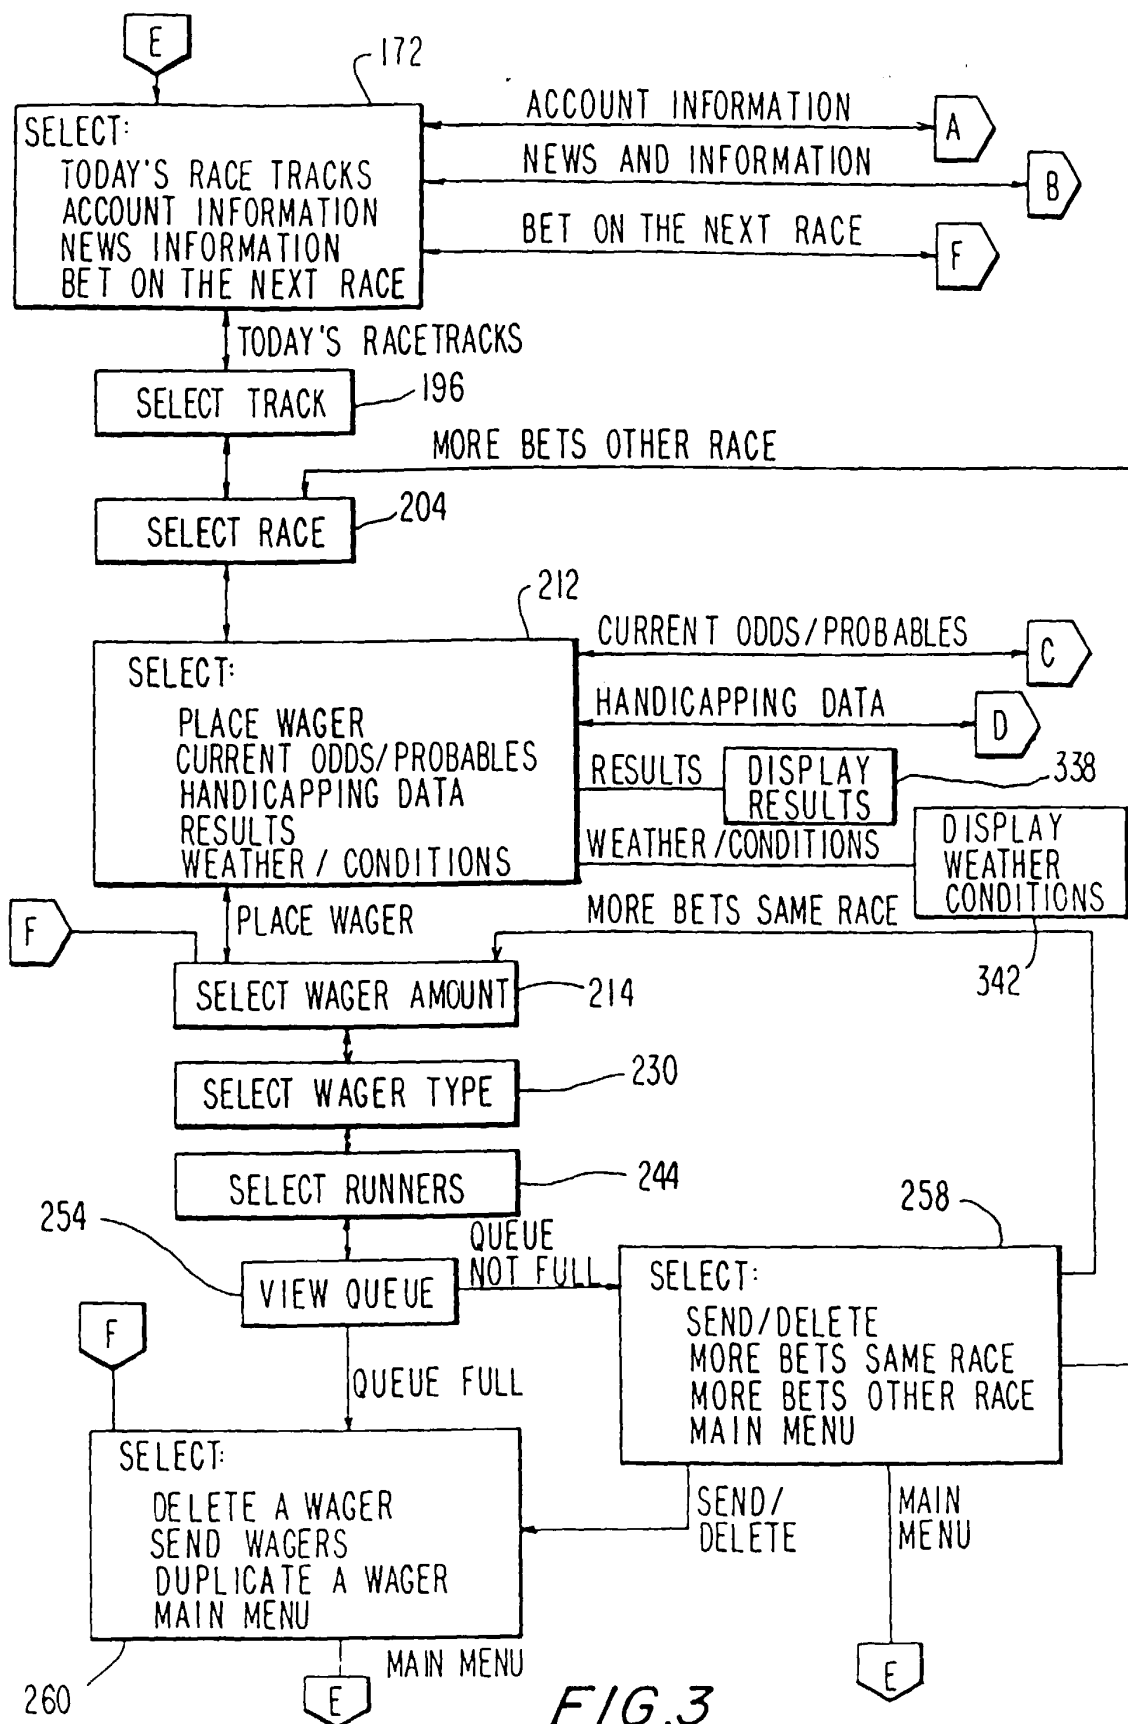 E
172
SELECT:
TODAY'S RACE TRACKS
ACCOUNT INFORMATION
NEWS INFORMATION
BET ON THE NEXT RACE
ACCOUNT INFORMATION
A
NEWS AND INFORMATION
B
BET ON THE NEXT RACE
F
TODAY'S RACETRACKS
SELECT TRACK
196
MORE BETS OTHER RACE
SELECT RACE
204
212
SELECT:
PLACE WAGER
CURRENT ODDS/PROBABLES
HANDICAPPING DATA
RESULTS
WEATHER / CONDITIONS
CURRENT ODDS/PROBABLES
C
HANDICAPPING DATA
D
RESULTS
DISPLAY
RESULTS
338
WEATHER/CONDITIONS
DISPLAY
WEATHER
CONDITIONS
342
F
PLACE WAGER
MORE BETS SAME RACE
SELECT WAGER AMOUNT
214
SELECT WAGER TYPE
230
SELECT RUNNERS
244
254
VIEW QUEUE
QUEUE
NOT FULL
258
SELECT:
SEND/DELETE
MORE BETS SAME RACE
MORE BETS OTHER RACE
MAIN MENU
F
QUEUE FULL
SELECT:
DELETE A WAGER
SEND WAGERS
DUPLICATE A WAGER
MAIN MENU
SEND/
DELETE
MAIN
MENU
260
MAIN MENU
E
E
FIG.3